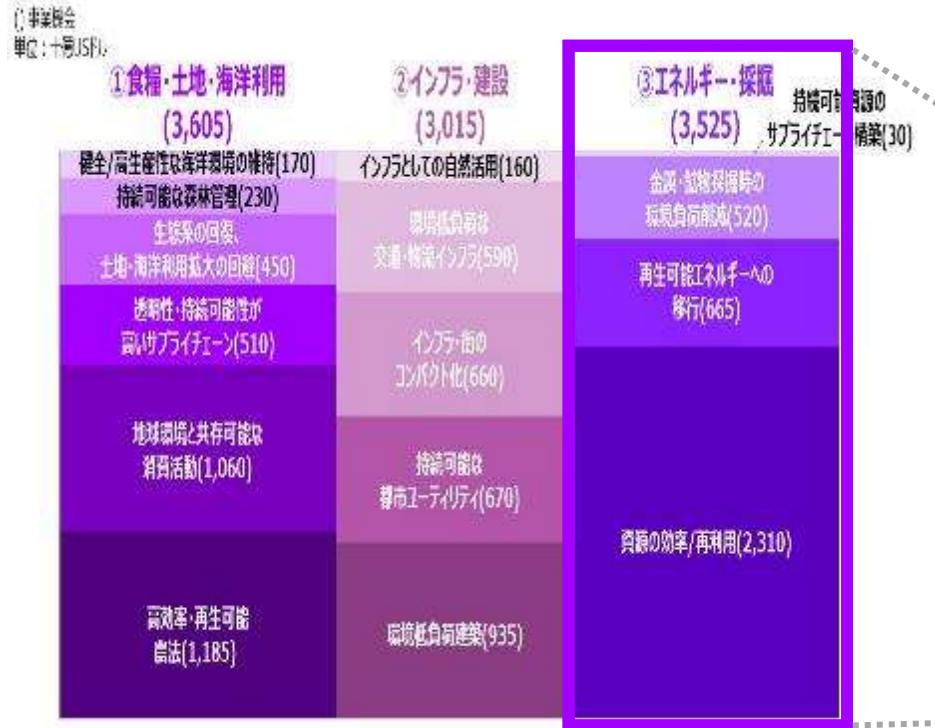 () 事業機会
単位：十億USドル
①食糧・土地・海洋利用
(3,605)
健全/高生産性な海洋環境の維持(170)
持続可能な森林管理(230)
生態系の回復、
土地・海洋利用拡大の回避(450)
透明性・持続可能性が
高いサプライチェーン(510)
地球環境と共存可能な
消費活動(1,060)
高効率・再生可能
農法(1,185)
②インフラ・建設
(3,015)
インフラとしての自然活用(160)
環境低負荷な
交通・物流インフラ(590)
インフラ・街の
コンパクト化(660)
持続可能な
都市ユーティリティ(670)
環境低負荷建築(935)
③エネルギー・採掘
(3,525)
持続可能資源の
サプライチェーン構築(30)
金属・鉱物採掘時の
環境負荷削減(520)
再生可能エネルギーへの
移行(665)
資源の効率/再利用(2,310)